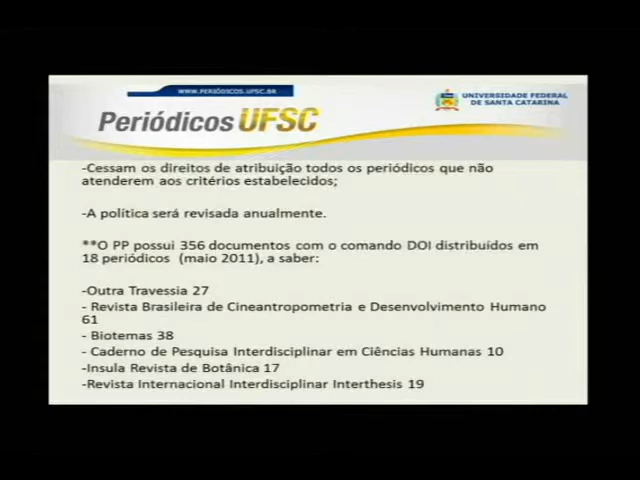 WWW.PERIÓDICOS.UFSC.BR
UNIVERSIDADE FEDERAL
DE SANTA CATARINA
Periódicos UFSC
-Cessam os direitos de atribuição todos os periódicos que não
atenderem aos critérios estabelecidos;
-A política será revisada anualmente.
**O PP possui 356 documentos com o comando DOI distribuídos em
18 periódicos (maio 2011), a saber:
-Outra Travessia 27
- Revista Brasileira de Cineantropometria e Desenvolvimento Humano
61
- Biotemas 38
- Caderno de Pesquisa Interdisciplinar em Ciências Humanas 10
-Insula Revista de Botânica 17
-Revista Internacional Interdisciplinar Interthesis 19